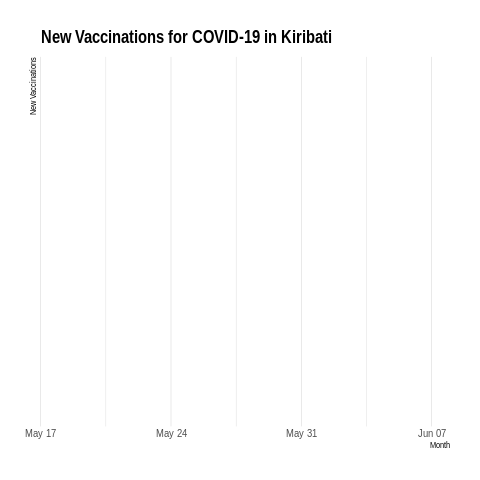 New Vaccinations for COVID-19 in Kiribati
New Vaccinations
May 17
May 24
May 31
Jun 07
Month